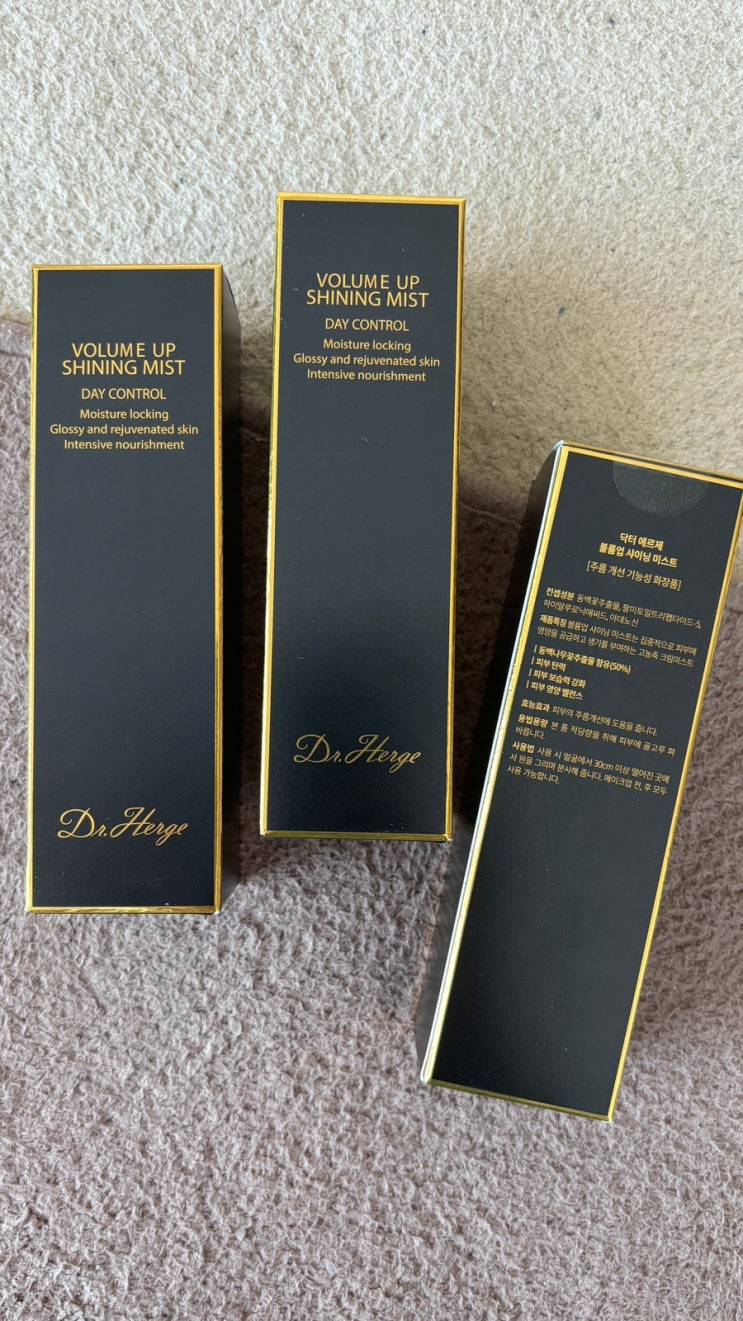 VOLUME UP
SHINING MIST
DAY CONTROL
Moisture locking
Glossy and rejuvenated skin
Intensive nourishment
Dr.Herge
VOLUME UP
SHINING MIST
DAY CONTROL
Moisture locking
Glossy and rejuvenated skin
Intensive nourishment
Dr.Herge
닥터 에르제
볼륨업 샤이닝 미스트
[주름 개선 기능성 화장품]
컨셉성분 동백꽃추출물, 팔미토일트라이펩타이드-5,
하이알루로닉애씨드, 아데노신
제품특징 볼륨업 샤이닝 미스트는 집중적으로 피부에
영양을 공급하고 생기를 부여하는 고농축 크림미스트
| 동백나무꽃추출물 함유(50%)
| 피부 탄력
| 피부 보습력 강화
| 피부 영양 밸런스
효능효과 피부의 주름개선에 도움을 줍니다.
용법용량 본 품 적당량을 취해 피부에 골고루 펴
바릅니다.
사용법 사용 시 얼굴에서 30cm 이상 떨어진 곳에
서 원을 그리며 분사해 줍니다. 메이크업 전, 후 모두
사용 가능합니다.